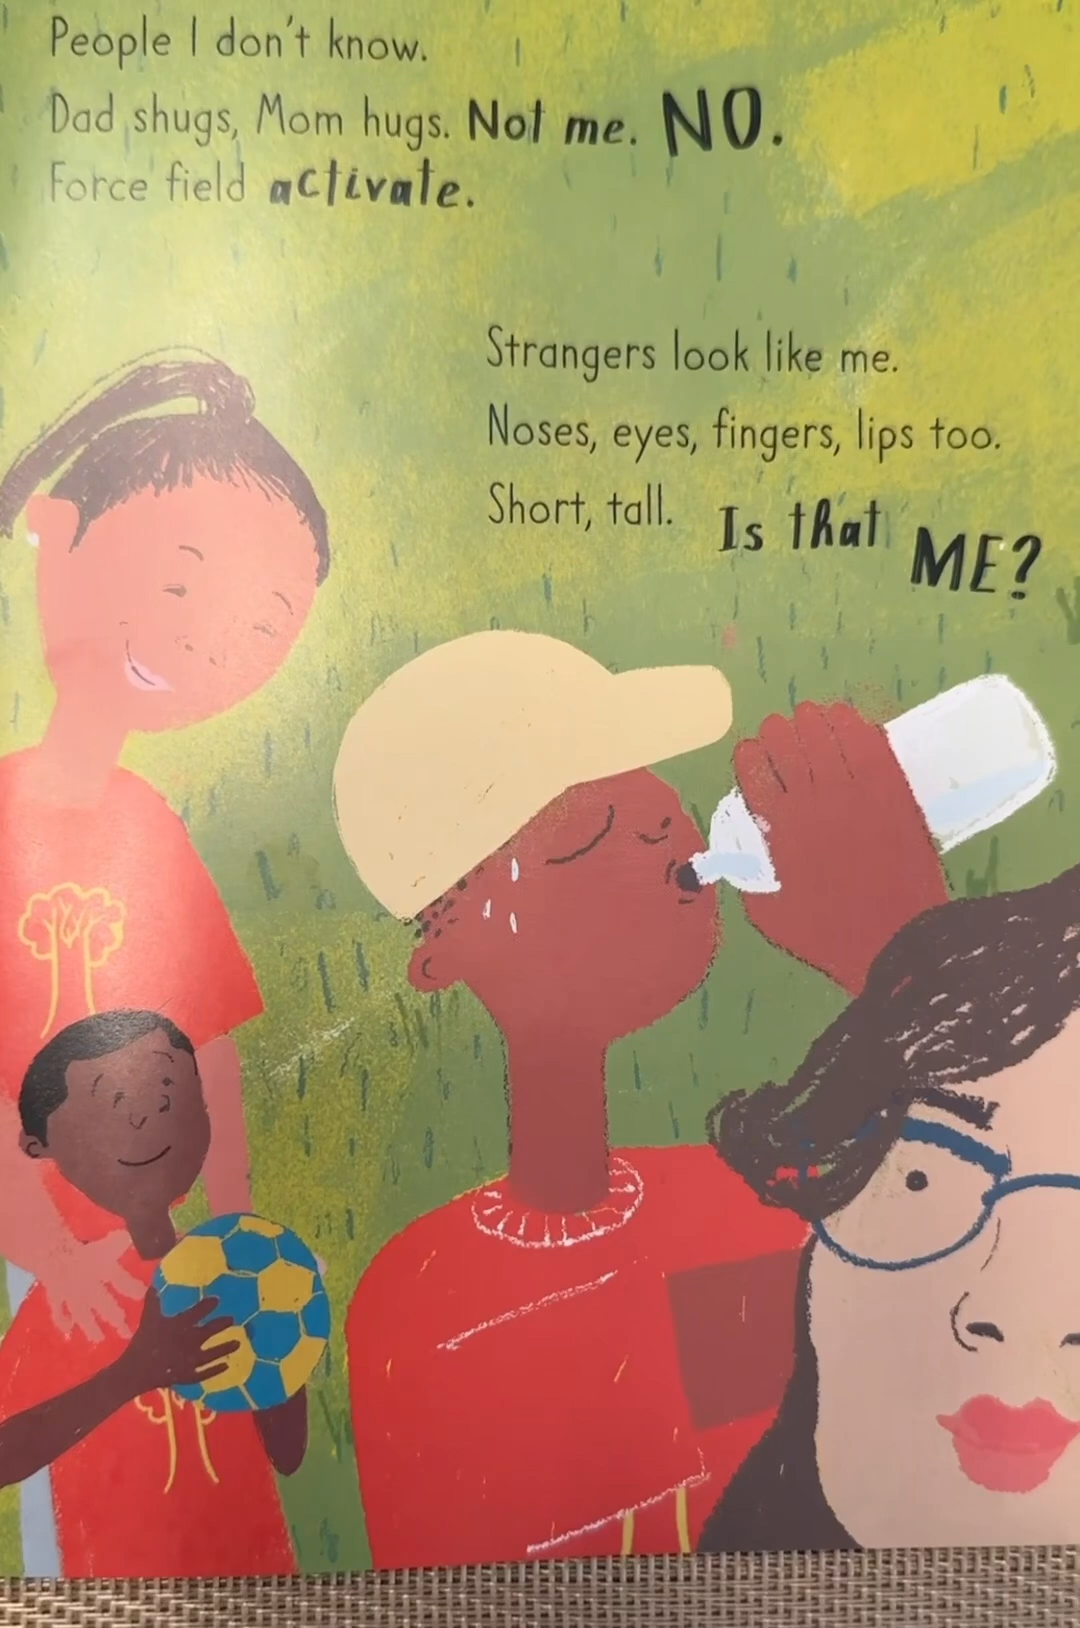 People I don't know.
Dad shugs, Mom hugs. Not me. NO.
Force field activate.
Strangers look like me.
Noses, eyes, fingers, lips too.
Short, tall. Is that ME?